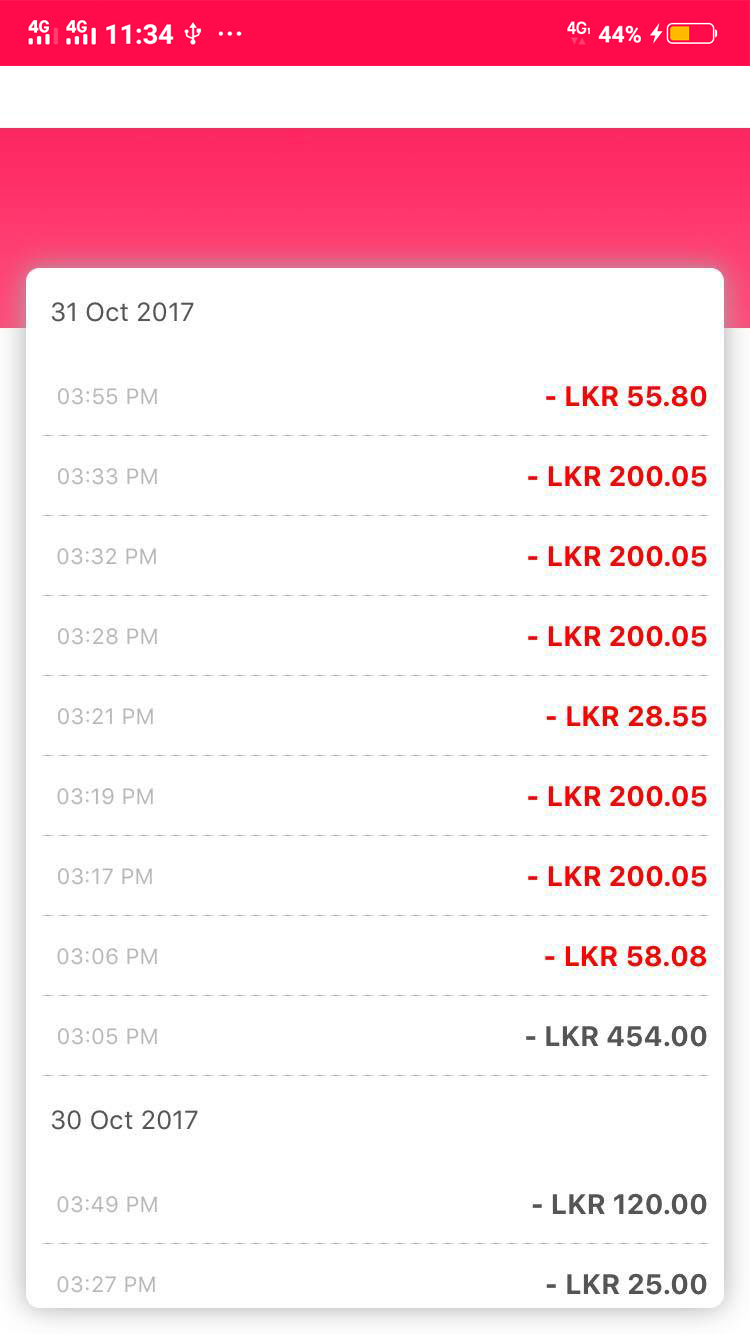 4G 4G 11:34 ... 4G 44%
31 Oct 2017
03:55 PM - LKR 55.80
03:33 PM - LKR 200.05
03:32 PM - LKR 200.05
03:28 PM - LKR 200.05
03:21 PM - LKR 28.55
03:19 PM - LKR 200.05
03:17 PM - LKR 200.05
03:06 PM - LKR 58.08
03:05 PM - LKR 454.00
30 Oct 2017
03:49 PM - LKR 120.00
03:27 PM - LKR 25.00